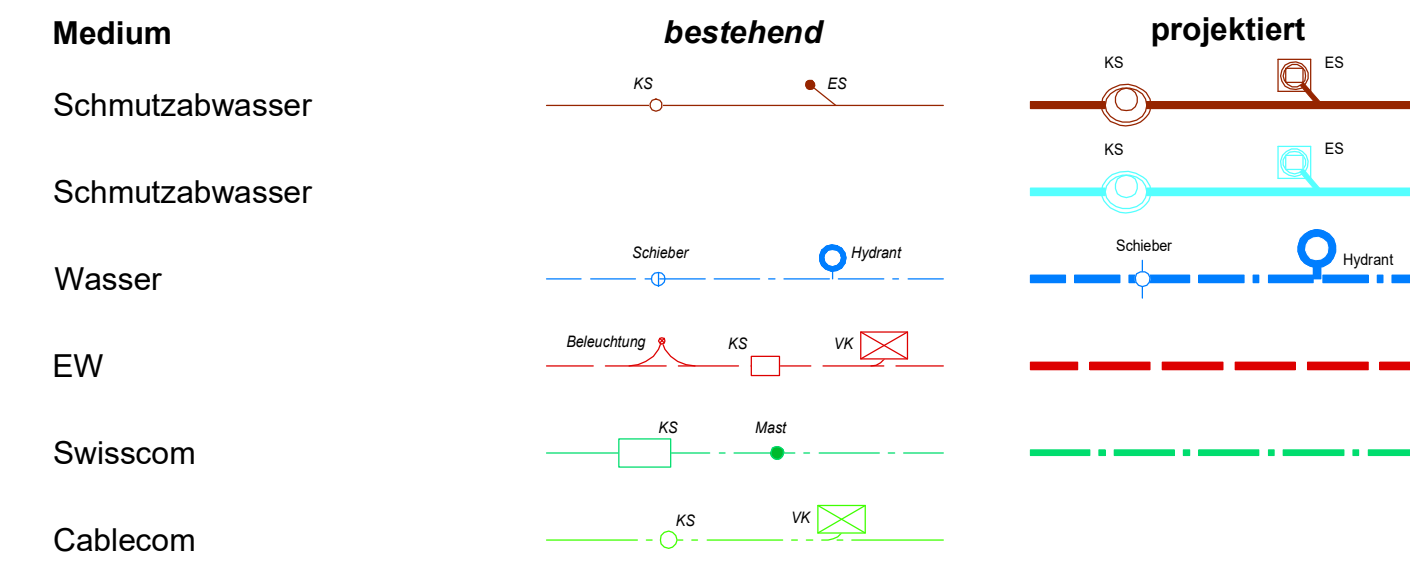 Medium bestehend projektiert
Schmutzabwasser KS ES KS ES
Schmutzabwasser KS ES
Wasser Schieber Hydrant Schieber Hydrant
EW Beleuchtung KS VK
Swisscom KS Mast
Cablecom KS VK